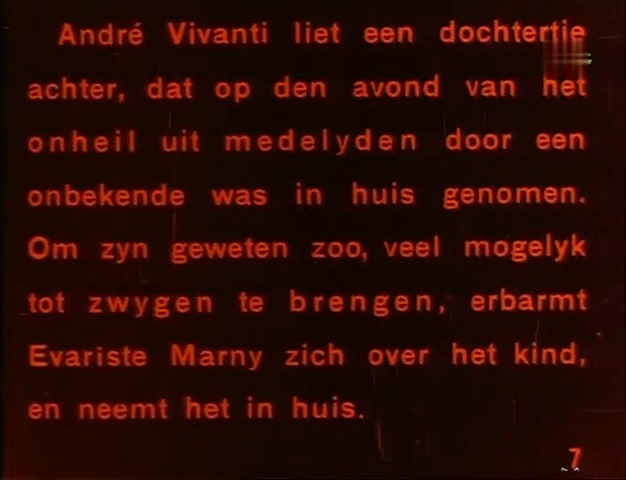 André Vivanti liet een dochtertje
achter, dat op den avond van het
onheil uit medelyden door een
onbekende was in huis genomen.
Om zyn geweten zoo, veel mogelyk
tot zwygen te brengen, erbarmt
Evariste Marny zich over het kind,
en neemt het in huis.
7